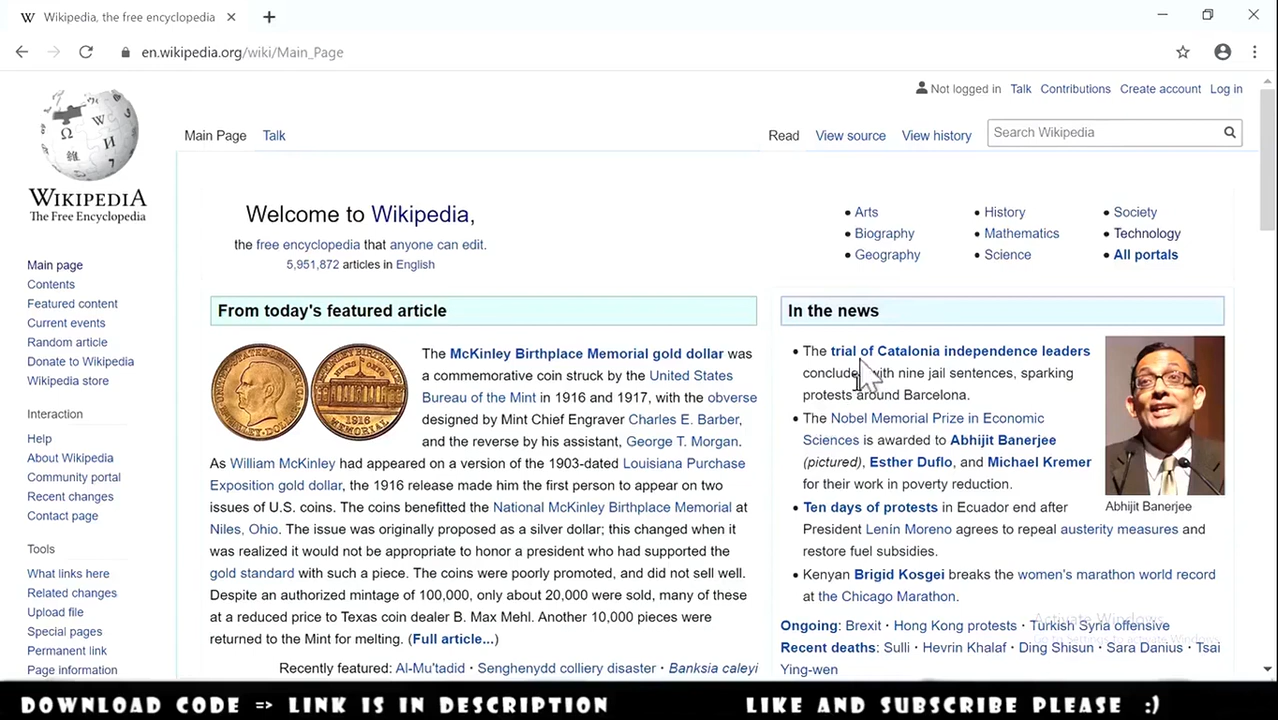 Wikipedia, the free encyclopedia
en.wikipedia.org/wiki/Main_Page
Not logged in Talk Contributions Create account Log in
Main Page Talk Read View source View history Search Wikipedia
WIKIPEDIA
The Free Encyclopedia
Main page
Contents
Featured content
Current events
Random article
Donate to Wikipedia
Wikipedia store
Interaction
Help
About Wikipedia
Community portal
Recent changes
Contact page
Tools
What links here
Related changes
Upload file
Special pages
Permanent link
Page information
Welcome to Wikipedia,
the free encyclopedia that anyone can edit.
5,951,872 articles in English
• Arts • History • Society
• Biography • Mathematics • Technology
• Geography • Science • All portals
From today's featured article
The McKinley Birthplace Memorial gold dollar was
a commemorative coin struck by the United States
Bureau of the Mint in 1916 and 1917, with the obverse
designed by Mint Chief Engraver Charles E. Barber,
and the reverse by his assistant, George T. Morgan.
As William McKinley had appeared on a version of the 1903-dated Louisiana Purchase
Exposition gold dollar, the 1916 release made him the first person to appear on two
issues of U.S. coins. The coins benefitted the National McKinley Birthplace Memorial at
Niles, Ohio. The issue was originally proposed as a silver dollar; this changed when it
was realized it would not be appropriate to honor a president who had supported the
gold standard with such a piece. The coins were poorly promoted, and did not sell well.
Despite an authorized mintage of 100,000, only about 20,000 were sold, many of these
at a reduced price to Texas coin dealer B. Max Mehl. Another 10,000 pieces were
returned to the Mint for melting. (Full article...)
Recently featured: Al-Mu'tadid · Senghenydd colliery disaster · Banksia caleyi
In the news
• The trial of Catalonia independence leaders
concludes with nine jail sentences, sparking
protests around Barcelona.
• The Nobel Memorial Prize in Economic
Sciences is awarded to Abhijit Banerjee
(pictured), Esther Duflo, and Michael Kremer
for their work in poverty reduction.
• Ten days of protests in Ecuador end after
President Lenín Moreno agrees to repeal austerity measures and
restore fuel subsidies.
• Kenyan Brigid Kosgei breaks the women's marathon world record
at the Chicago Marathon.
Abhijit Banerjee
Ongoing: Brexit · Hong Kong protests · Turkish Syria offensive
Recent deaths: Sulli · Hevrin Khalaf · Ding Shisun · Sara Danius · Tsai
Ying-wen
Activate Windows
Go to Settings to activate Windows.
DOWNLOAD CODE => LINK IS IN DESCRIPTION LIKE AND SUBSCRIBE PLEASE :)